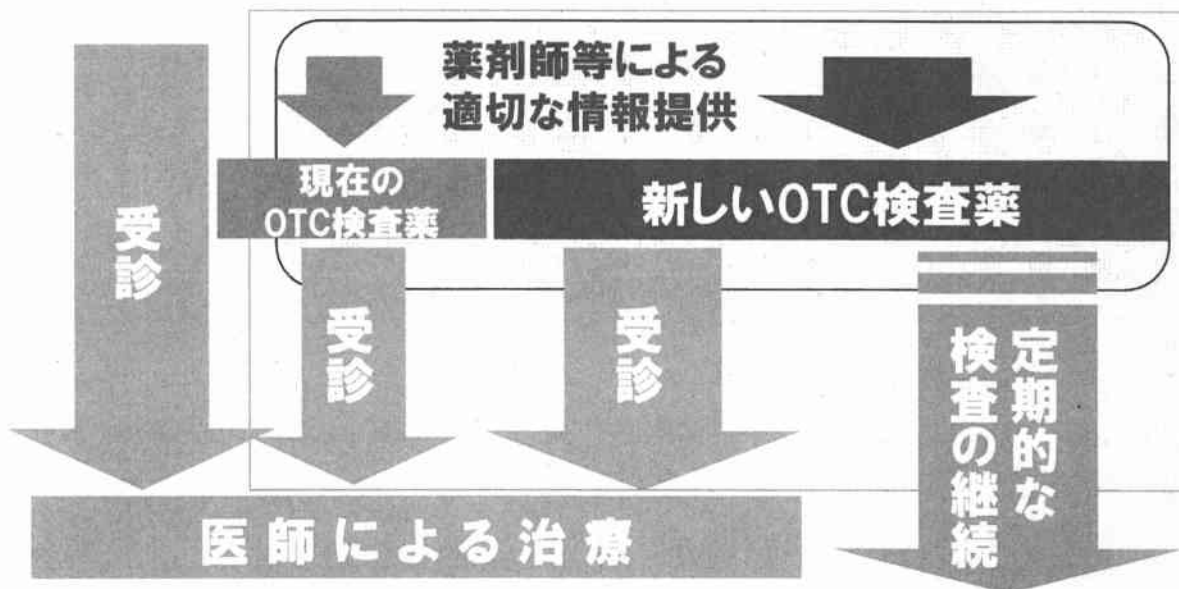 薬剤師等による
適切な情報提供
現在の
OTC検査薬
新しいOTC検査薬
受診
受診
受診
定期的な
検査の継続
医師による治療